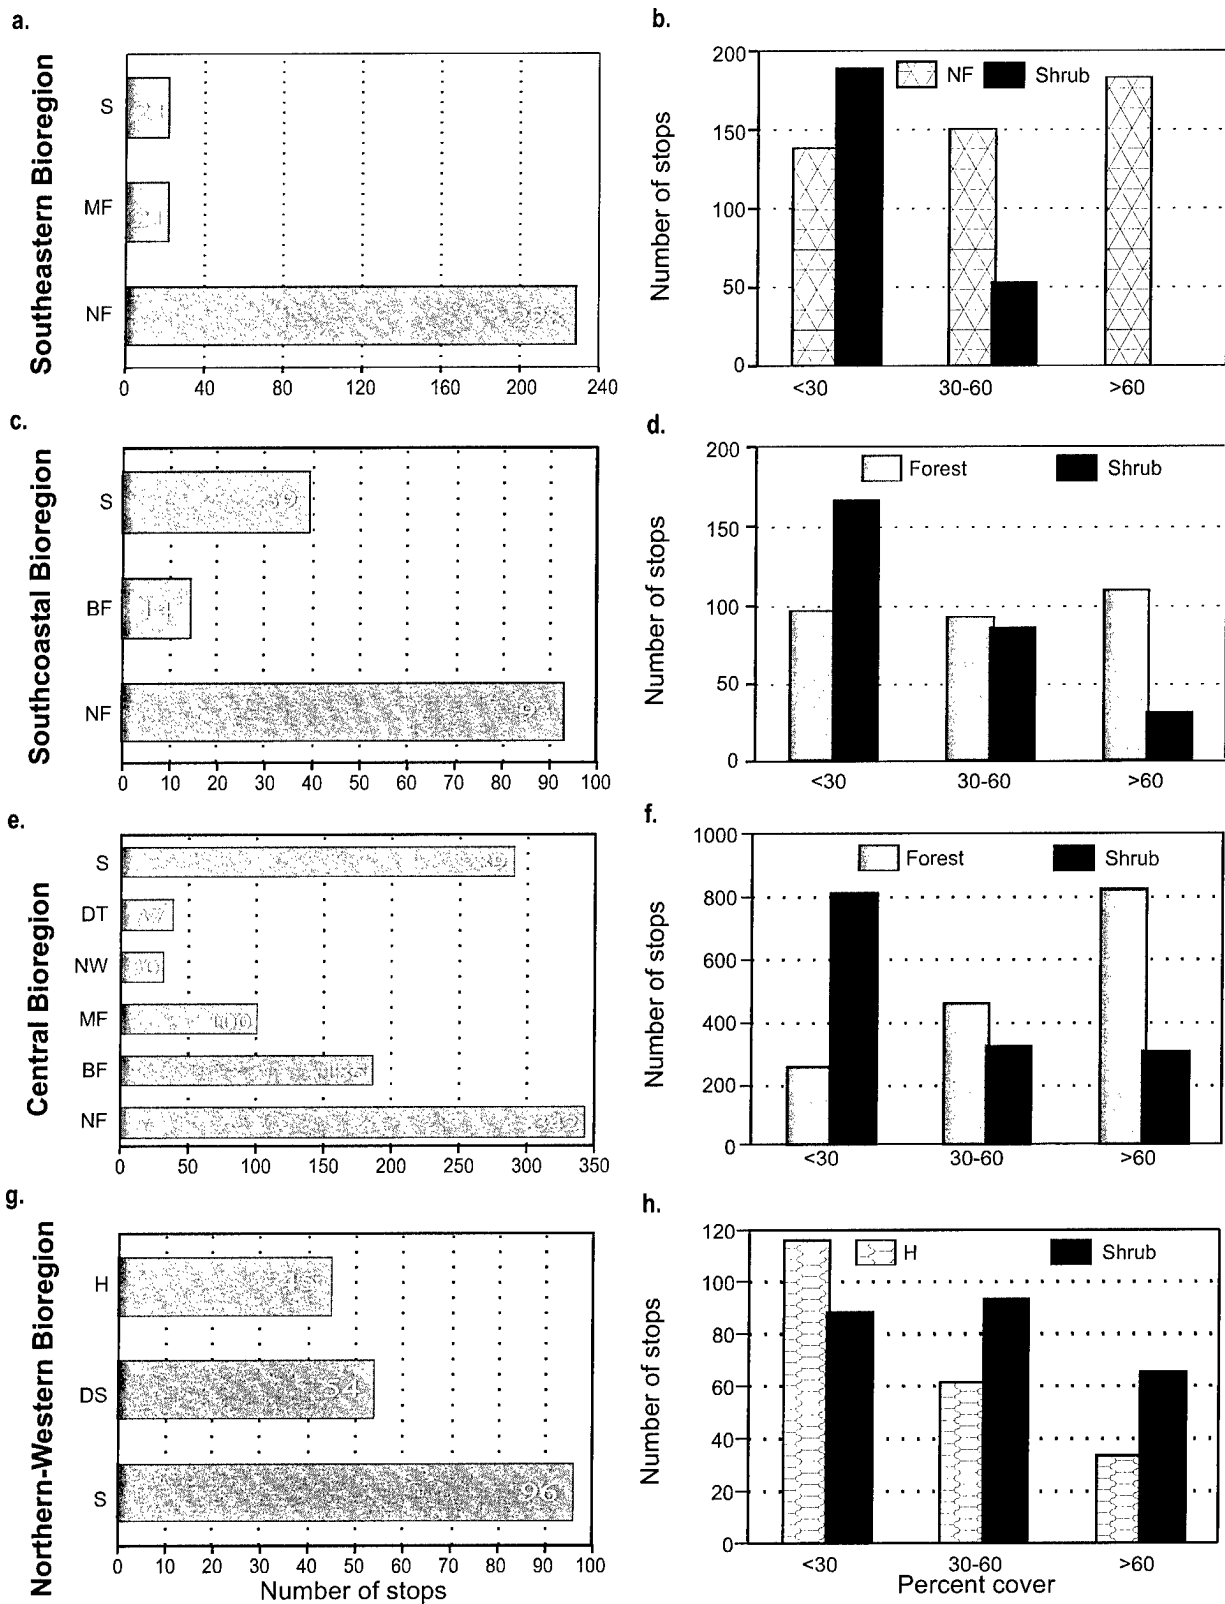 a.
Southeastern Bioregion
S
MF
NF
0 40 80 120 160 200 240
b.
Number of stops
200
150
100
50
0
NF Shrub
<30 30-60 >60
c.
Southcoastal Bioregion
S
BF
14
NF
0 10 20 30 40 50 60 70 80 90 100
d.
Number of stops
200
150
100
50
0
Forest Shrub
<30 30-60 >60
e.
Central Bioregion
S
DT
NW
MF 100
BF
NF
0 50 100 150 200 250 300 350
f.
Number of stops
1000
800
600
400
200
0
Forest Shrub
<30 30-60 >60
g.
Northern-Western Bioregion
H
DS 54
S 96
0 10 20 30 40 50 60 70 80 90 100
Number of stops
h.
Number of stops
120
100
80
60
40
20
0
H Shrub
<30 30-60 >60
Percent cover